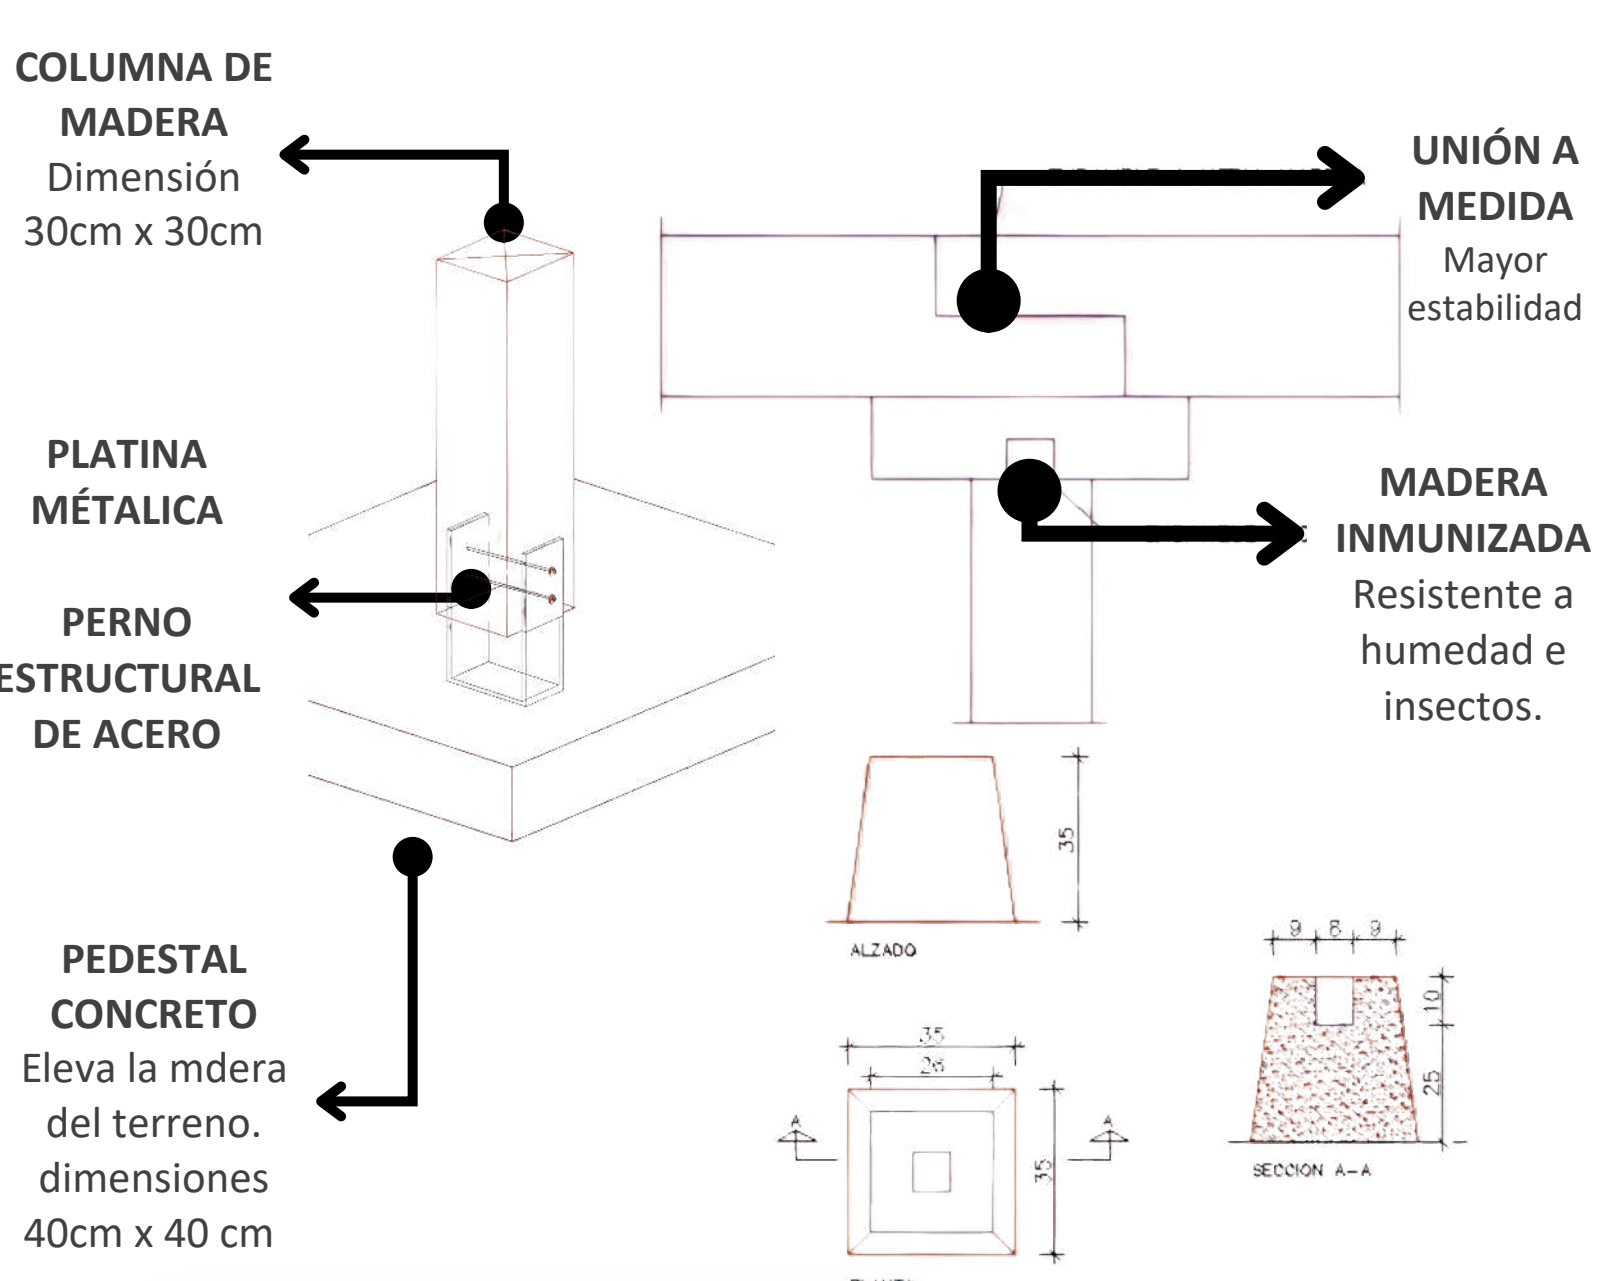 COLUMNA DE
MADERA
Dimensión
30cm x 30cm
UNIÓN A
MEDIDA
Mayor
estabilidad
PLATINA
MÉTALICA
PERNO
ESTRUCTURAL
DE ACERO
MADERA
INMUNIZADA
Resistente a
humedad e
insectos.
PEDESTAL
CONCRETO
Eleva la mdera
del terreno.
dimensiones
40cm x 40 cm
35
ALZADO
9 8 9
10
25
SECCION A-A
35
26
A A
35